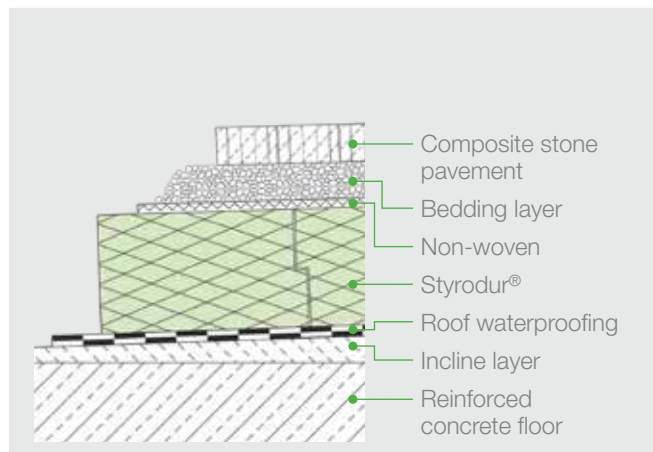 Composite stone
pavement
Bedding layer
Non-woven
Styrodur®
Roof waterproofing
Incline layer
Reinforced
concrete floor